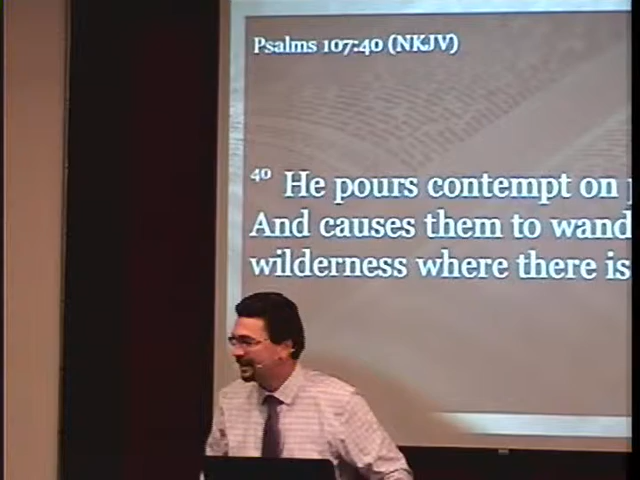 Psalms 107:40 (NKJV)
40 He pours contempt on
And causes them to wand
wilderness where there is